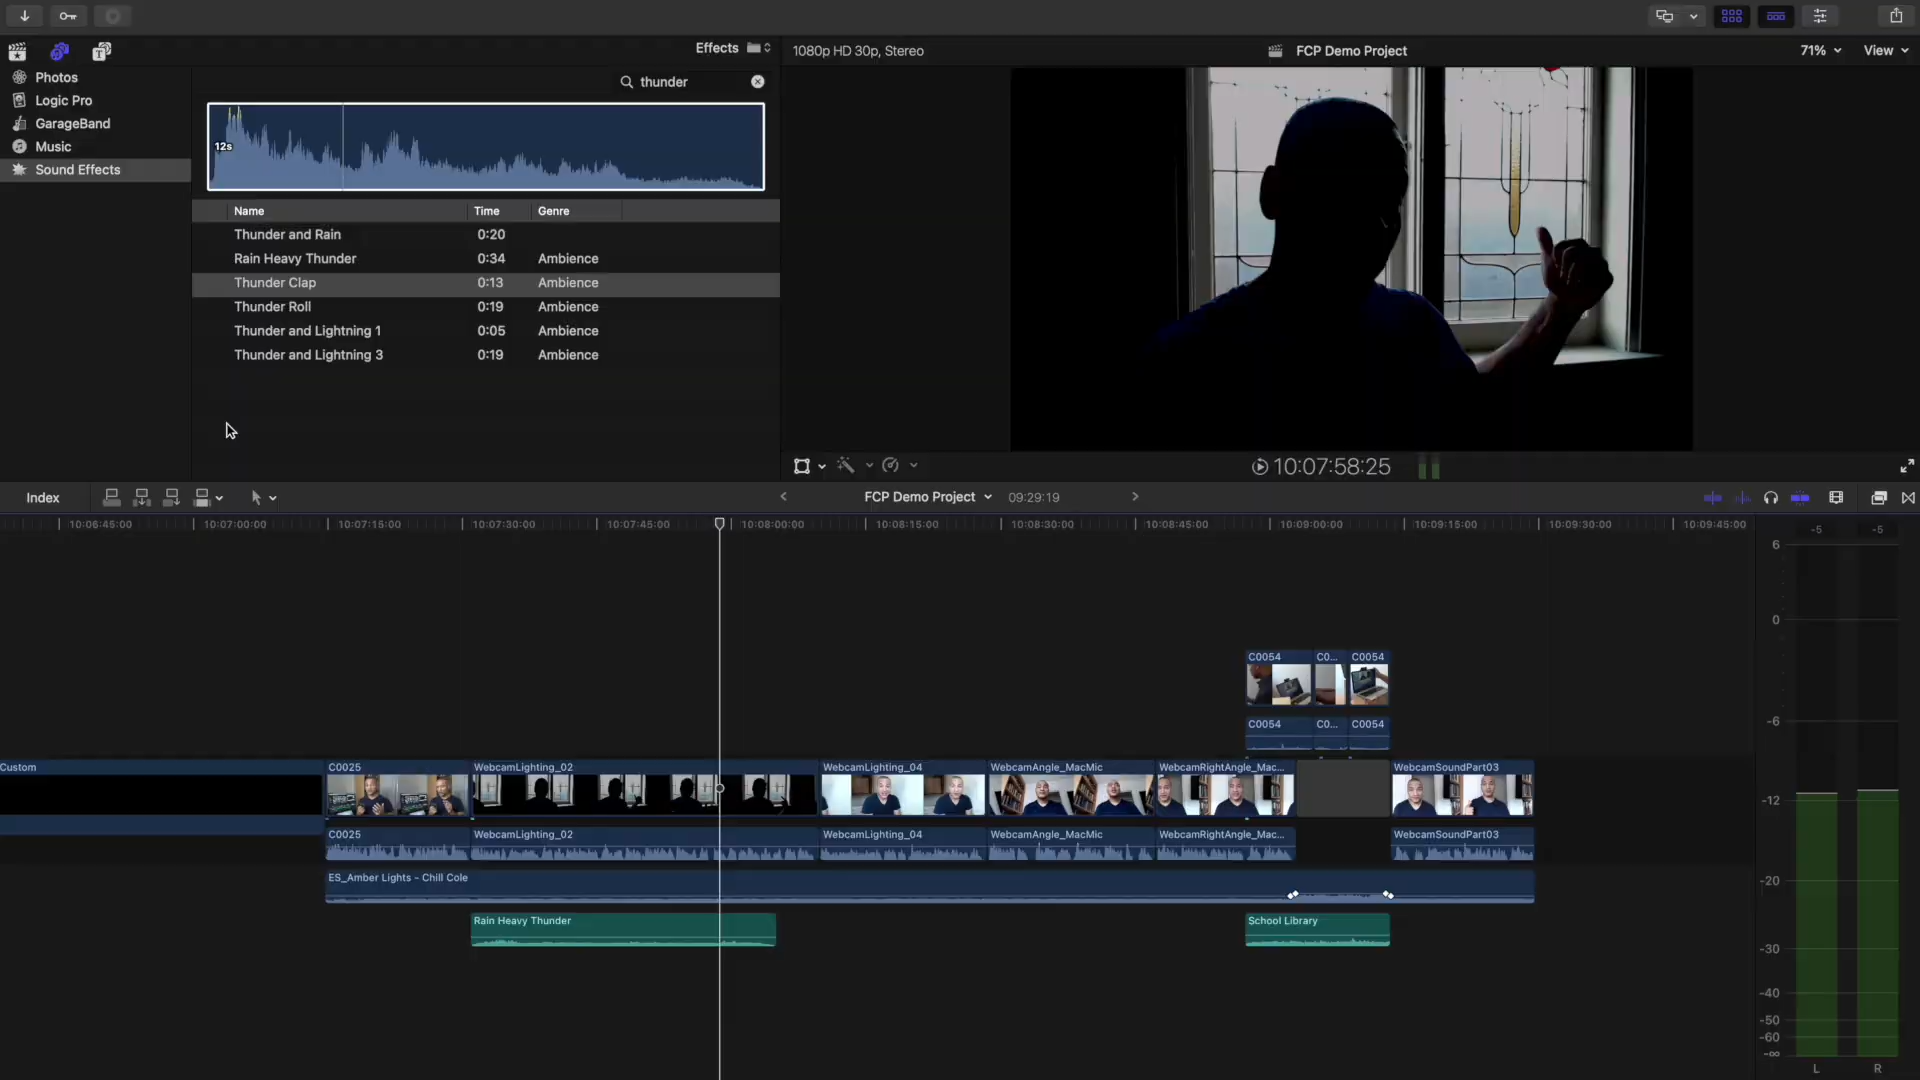 Effects
1080p HD 30p, Stereo
FCP Demo Project
71%
View
Photos
Logic Pro
GarageBand
Music
Sound Effects
thunder
12s
Name Time Genre
Thunder and Rain 0:20
Rain Heavy Thunder 0:34 Ambience
Thunder Clap 0:13 Ambience
Thunder Roll 0:19 Ambience
Thunder and Lightning 1 0:05 Ambience
Thunder and Lightning 3 0:19 Ambience
10:07:58:25
Index
FCP Demo Project
09:29:19
10:06:45:00 10:07:00:00 10:07:15:00 10:07:30:00 10:07:45:00 10:08:00:00 10:08:15:00 10:08:30:00 10:08:45:00 10:09:00:00 10:09:15:00 10:09:30:00 10:09:45:00
C0054 C0... C0054
C0054 C0... C0054
Custom C0025 WebcamLighting_02 WebcamLighting_04 WebcamAngle_MacMic WebcamRightAngle_Mac... WebcamSoundPart03
C0025 WebcamLighting_02 WebcamLighting_04 WebcamAngle_MacMic WebcamRightAngle_Mac... WebcamSoundPart03
ES_Amber Lights - Chill Cole
Rain Heavy Thunder School Library
-5 -5
6
0
-6
-12
-20
-30
-40
-50
-60
-∞
L R